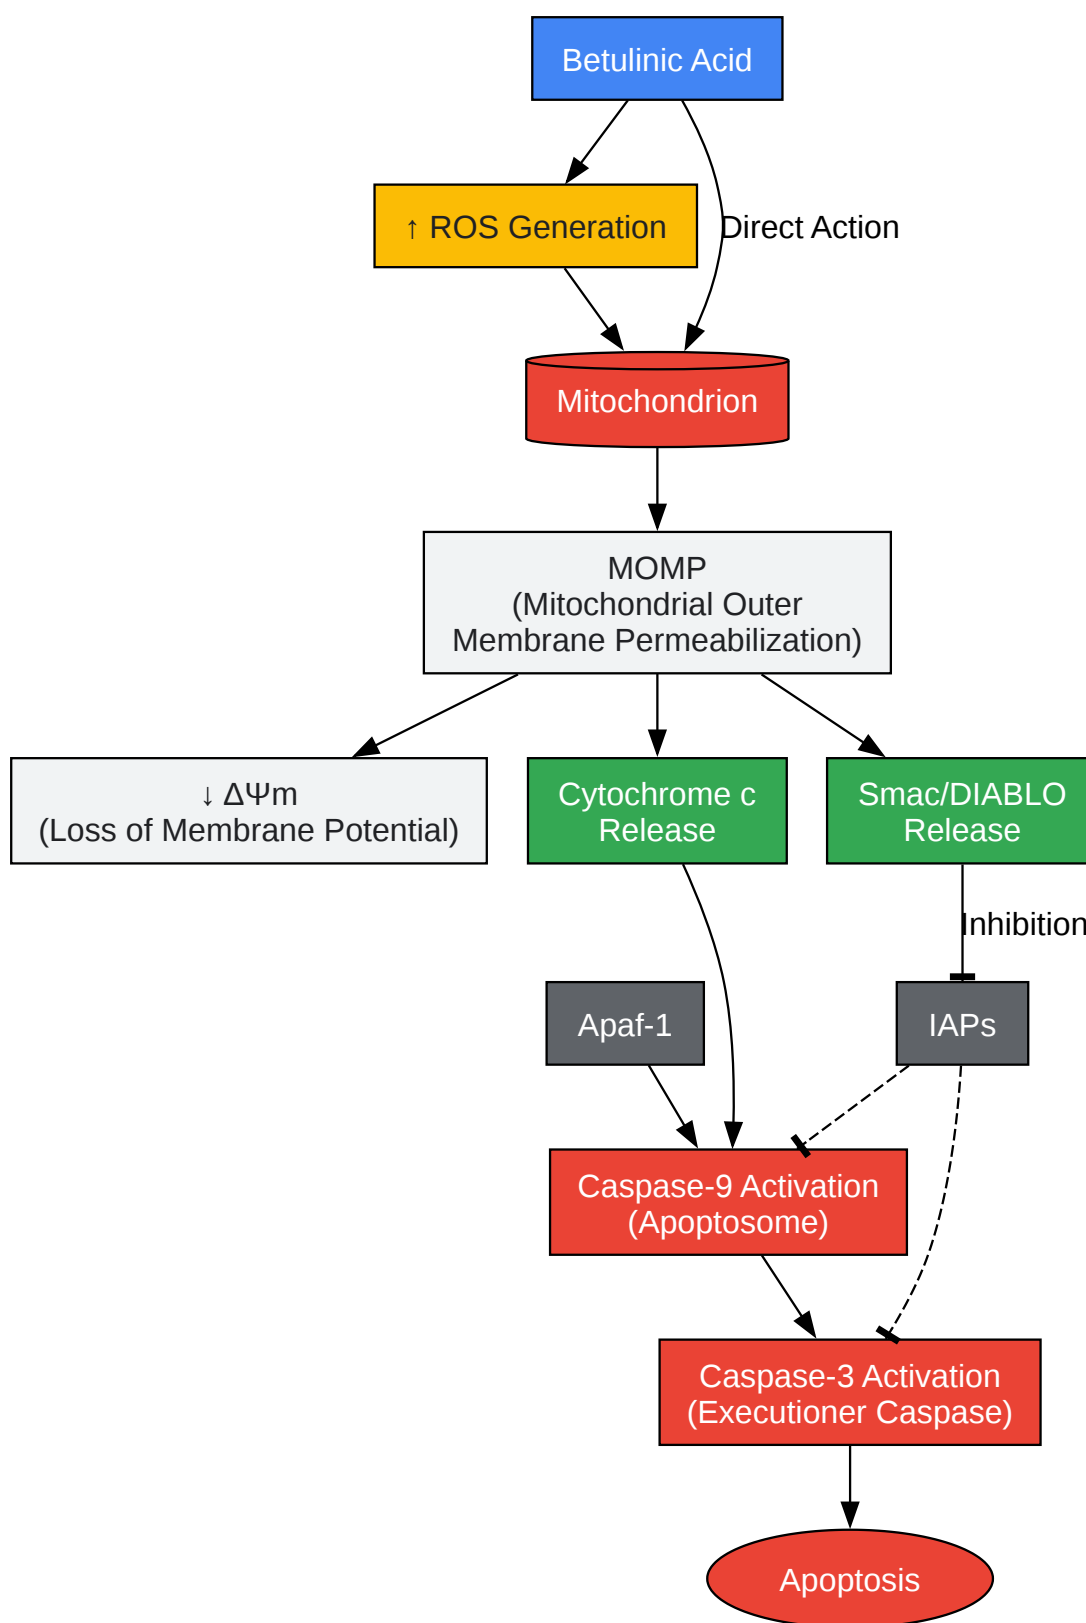 Betulinic Acid
↑ ROS Generation
Direct Action
Mitochondrion
MOMP
(Mitochondrial Outer
Membrane Permeabilization)
↓ ΔΨm
(Loss of Membrane Potential)
Cytochrome c
Release
Smac/DIABLO
Release
Inhibition
Apaf-1
IAPs
Caspase-9 Activation
(Apoptosome)
Caspase-3 Activation
(Executioner Caspase)
Apoptosis